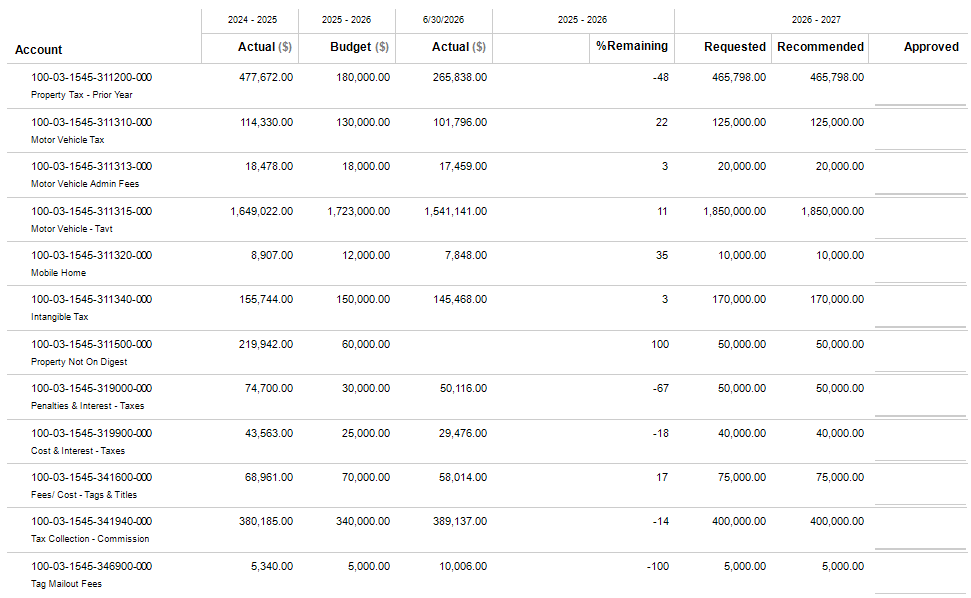 2024 - 2025 2025 - 2026 6/30/2026 2025 - 2026 2026 - 2027
Account Actual ($) Budget ($) Actual ($) %Remaining Requested Recommended Approved
100-03-1545-311200-000 477,672.00 180,000.00 265,838.00 -48 465,798.00 465,798.00
Property Tax - Prior Year
100-03-1545-311310-000 114,330.00 130,000.00 101,796.00 22 125,000.00 125,000.00
Motor Vehicle Tax
100-03-1545-311313-000 18,478.00 18,000.00 17,459.00 3 20,000.00 20,000.00
Motor Vehicle Admin Fees
100-03-1545-311315-000 1,649,022.00 1,723,000.00 1,541,141.00 11 1,850,000.00 1,850,000.00
Motor Vehicle - Tavt
100-03-1545-311320-000 8,907.00 12,000.00 7,848.00 35 10,000.00 10,000.00
Mobile Home
100-03-1545-311340-000 155,744.00 150,000.00 145,468.00 3 170,000.00 170,000.00
Intangible Tax
100-03-1545-311500-000 219,942.00 60,000.00 100 50,000.00 50,000.00
Property Not On Digest
100-03-1545-319000-000 74,700.00 30,000.00 50,116.00 -67 50,000.00 50,000.00
Penalties & Interest - Taxes
100-03-1545-319900-000 43,563.00 25,000.00 29,476.00 -18 40,000.00 40,000.00
Cost & Interest - Taxes
100-03-1545-341600-000 68,961.00 70,000.00 58,014.00 17 75,000.00 75,000.00
Fees/ Cost - Tags & Titles
100-03-1545-341940-000 380,185.00 340,000.00 389,137.00 -14 400,000.00 400,000.00
Tax Collection - Commission
100-03-1545-346900-000 5,340.00 5,000.00 10,006.00 -100 5,000.00 5,000.00
Tag Mailout Fees